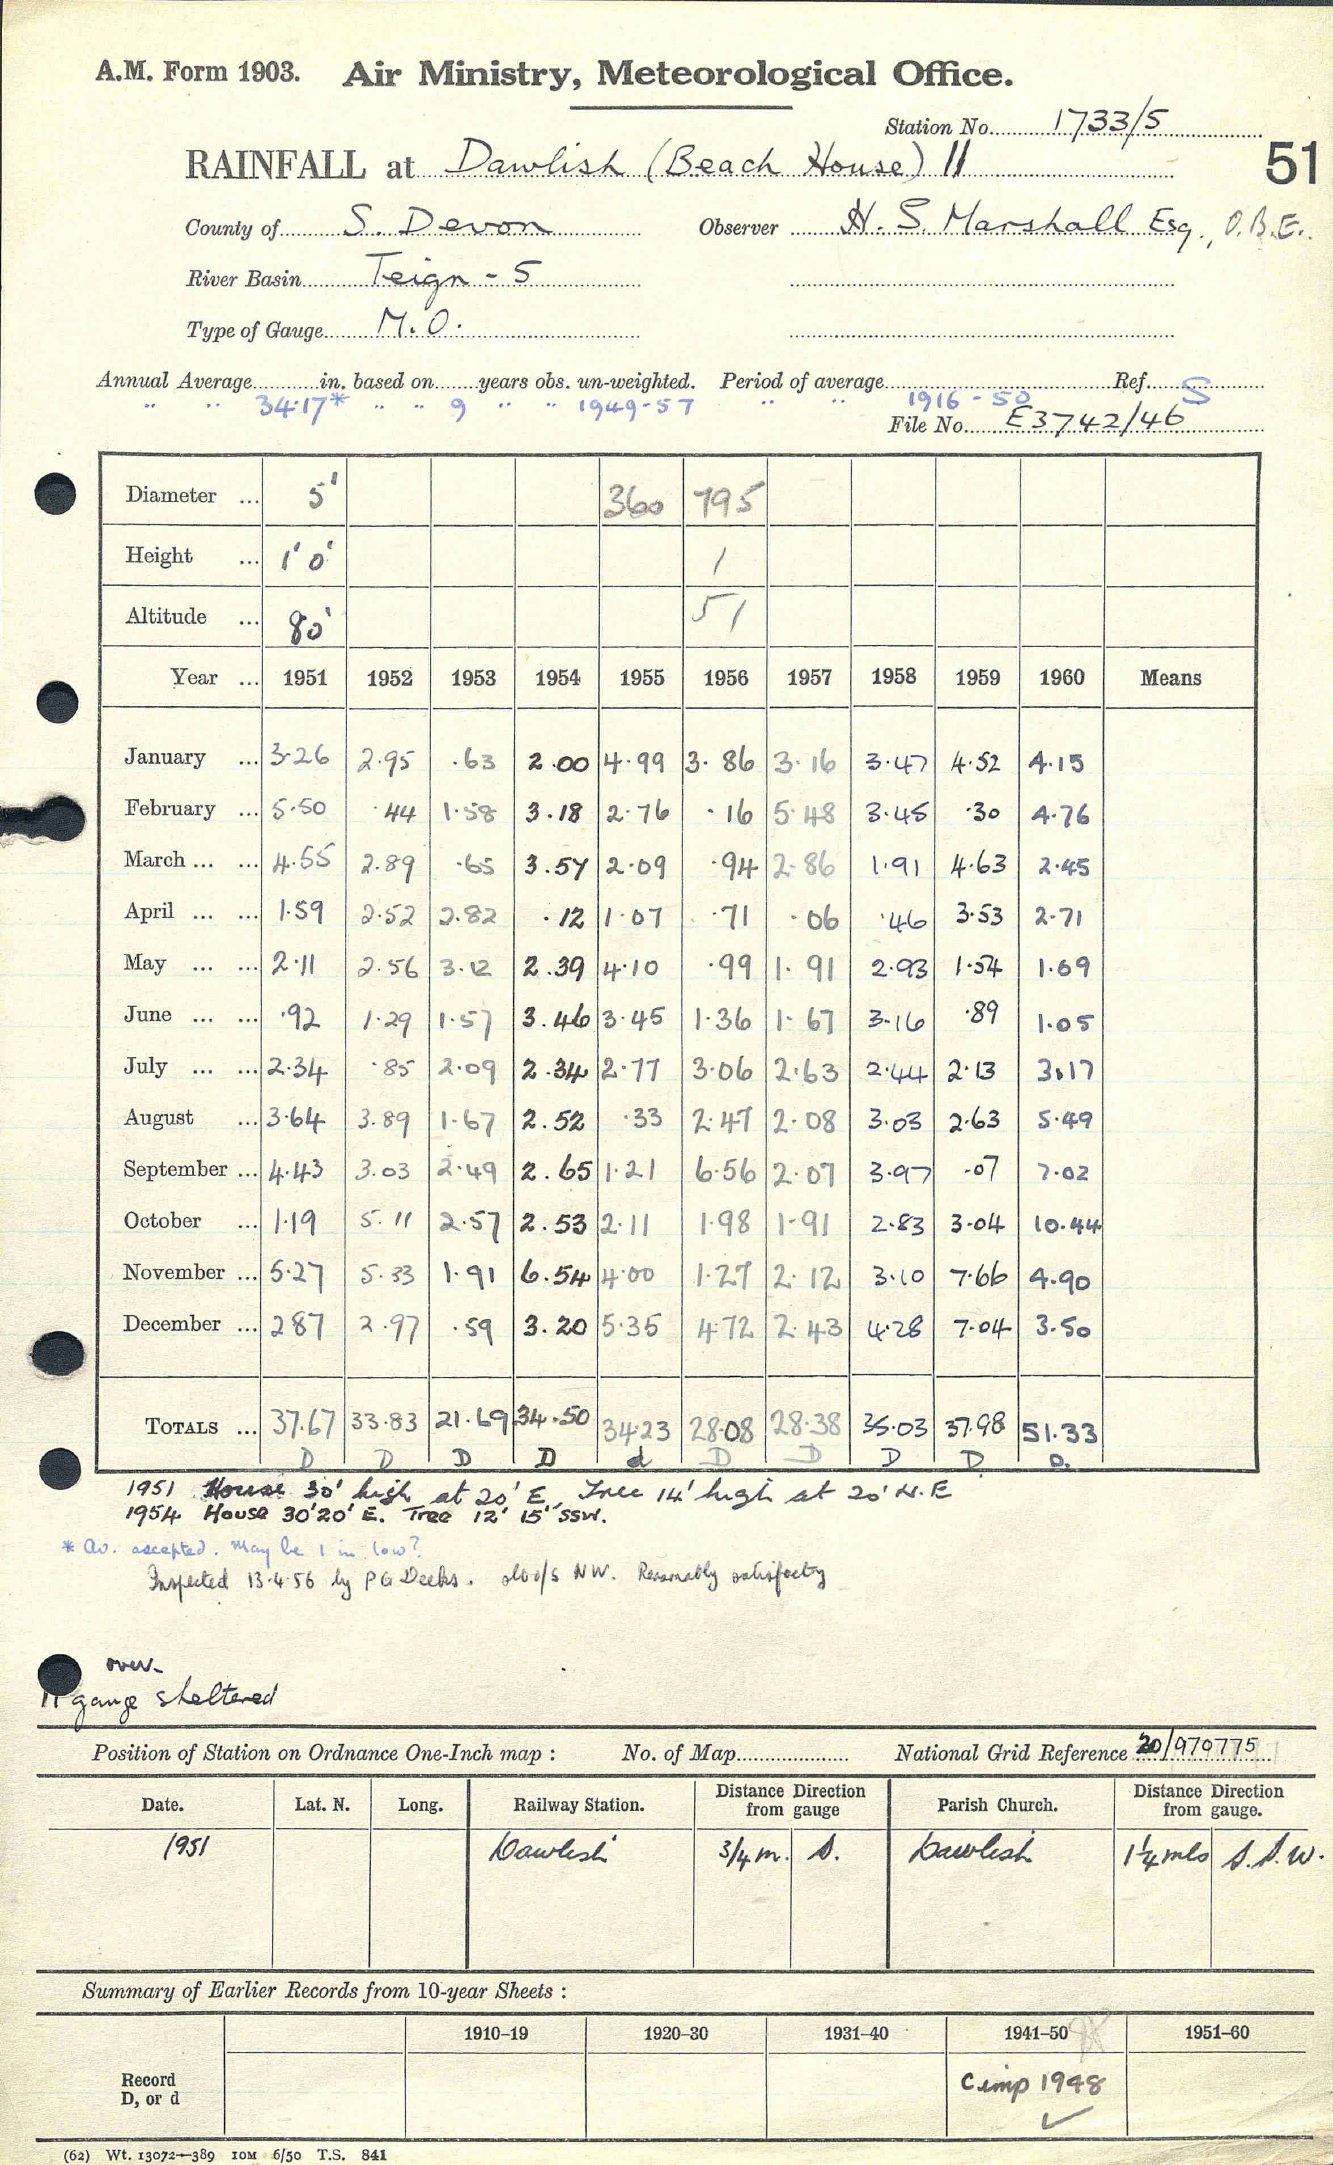 A.M. Form 1903. Air Ministry, Meteorological Office.
Station No. 1733/5
RAINFALL at Dawlish (Beach House) II
51
County of S. Devon Observer H. S. Marshall Esq., O.B.E.
River Basin Teign - 5
Type of Gauge M.O.
Annual Average in. based on years obs. un-weighted. Period of average Ref. S
" " 34.17* " " 9 " " 1949-57 " " 1916-50
File No. E3742/46
Diameter ... 5' 360 795
Height ... 1' 0' 1
Altitude ... 80' 51
Year ... 1951 1952 1953 1954 1955 1956 1957 1958 1959 1960 Means
January ... 3.26 2.95 .63 2.00 4.99 3.86 3.16 3.47 4.52 4.15
February ... 5.50 .44 1.58 3.18 2.76 .16 5.48 3.45 .30 4.76
March ... ... 4.55 2.89 .65 3.57 2.09 .94 2.86 1.91 4.63 2.45
April ... ... 1.59 2.52 2.82 .12 1.07 .71 .06 .46 3.53 2.71
May ... ... 2.11 2.56 3.12 2.39 4.10 .99 1.91 2.93 1.54 1.69
June ... ... .92 1.29 1.57 3.46 3.45 1.36 1.67 3.16 .89 1.05
July ... ... 2.34 .85 2.09 2.34 2.77 3.06 2.63 2.44 2.13 3.17
August ... 3.64 3.89 1.67 2.52 .33 2.47 2.08 3.03 2.63 5.49
September ... 4.43 3.03 2.49 2.65 1.21 6.56 2.07 3.97 .07 7.02
October ... 1.19 5.11 2.57 2.53 2.11 1.98 1.91 2.83 3.04 10.44
November ... 5.27 5.33 1.91 6.54 4.00 1.27 2.12 3.10 7.66 4.90
December ... 2 87 2.97 .59 3.20 5.35 4.72 2.43 4.28 7.04 3.50
TOTALS ... 37.67 33.83 21.69 34.50 34.23 28.08 28.38 35.03 37.98 51.33
D D D D d D D D D D.
1951 House 30' high at 20' E, Tree 14' high at 20' N.E
1954 House 30' 20' E. Tree 12' 15' SSW.
* Av. accepted. May be 1 in low?
Inspected 13.4.56 by P G Deeks. NW. Reasonably satisfactory
over.
gauge sheltered
Position of Station on Ordnance One-Inch map : No. of Map National Grid Reference 20/970775
Date. Lat. N. Long. Railway Station. Distance Direction from gauge Parish Church. Distance Direction from gauge.
1951 Dawlish 3/4 m. S. Dawlish 1¼ mls S.S.W.
Summary of Earlier Records from 10-year Sheets :
1910–19 1920–30 1931–40 1941–50 1951–60
Record D, or d
1948 ✓
(62) Wt. 13072—389 10M 6/50 T.S. 841